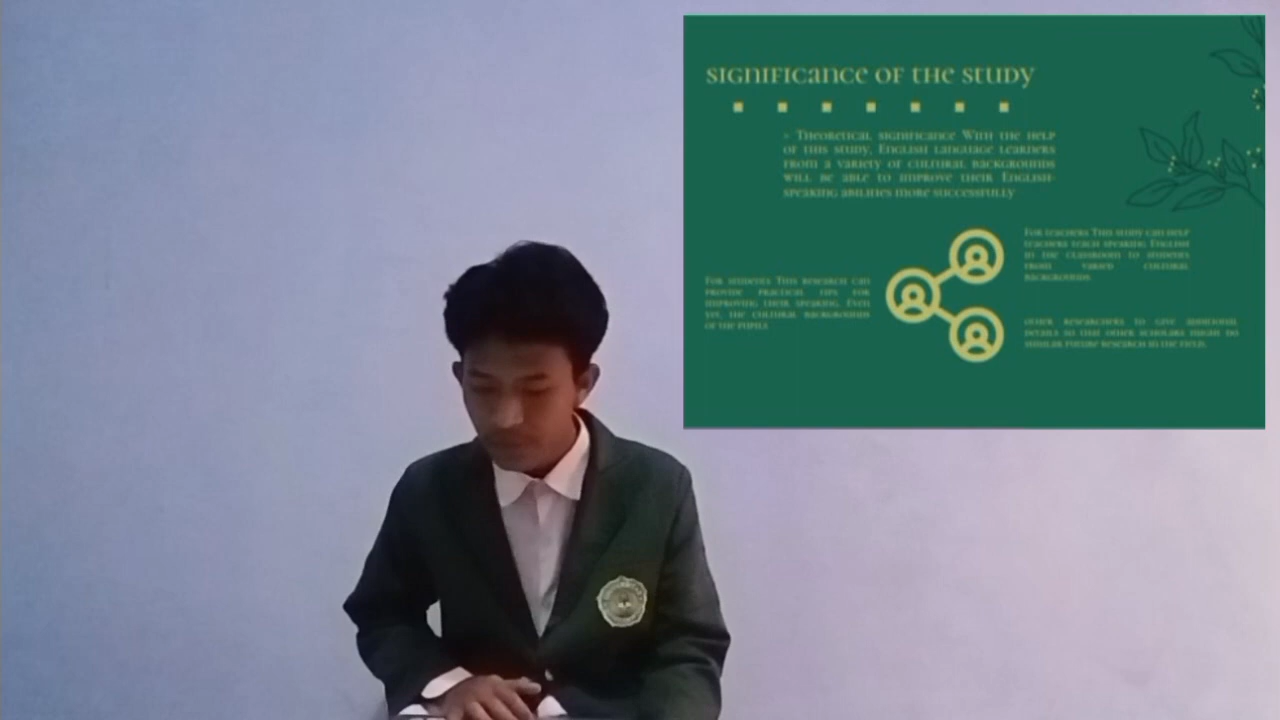 SIGNIFICANCE OF THE STUDY
» Theoretical significance With the help
of this study, English language learners
from a variety of cultural backgrounds
will be able to improve their English-
speaking abilities more successfully
For students This research can
provide practical tips for
improving their speaking. Even
yet, the cultural backgrounds
of the pupils
For teachers This study can help
teachers teach speaking English
in the classroom to students
from varied cultural
backgrounds.
other researchers to give additional
details so that other scholars might do
similar future research in the field.